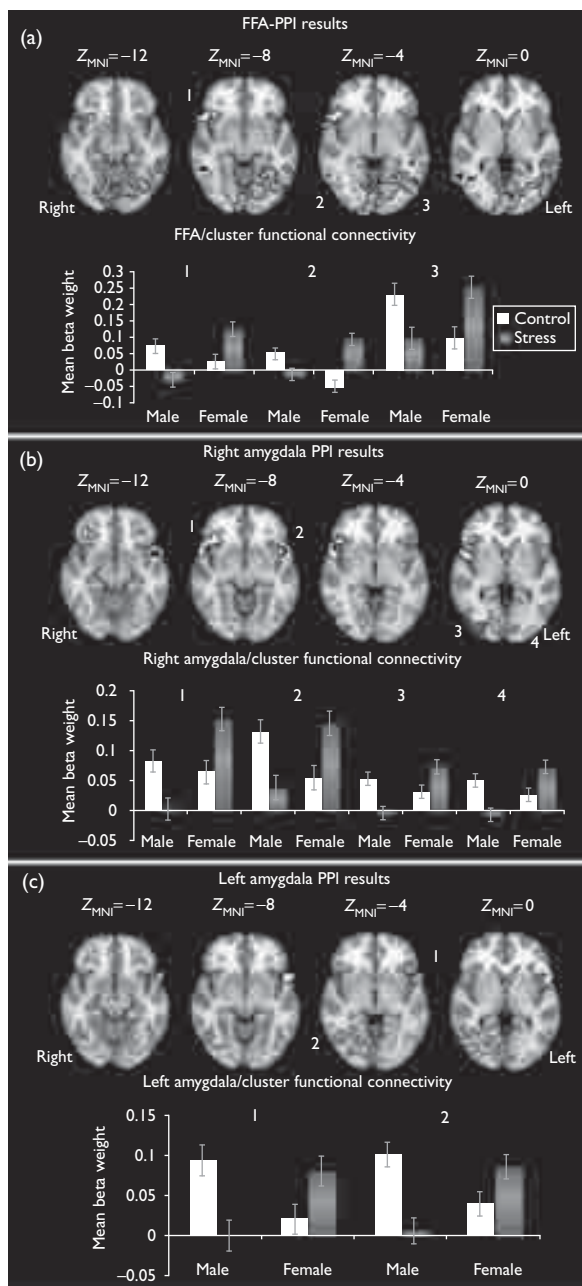 FFA-PPI results
(a)
Z_MNI=−12 Z_MNI=−8 Z_MNI=−4 Z_MNI=0
1
2 3
Right Left
FFA/cluster functional connectivity
1 2 3
Mean beta weight
0.3
0.25
0.2
0.15
0.1
0.05
0
−0.05
−0.1
Control
Stress
Male Female Male Female Male Female
Right amygdala PPI results
(b)
Z_MNI=−12 Z_MNI=−8 Z_MNI=−4 Z_MNI=0
1 2
3 4
Right Left
Right amygdala/cluster functional connectivity
1 2 3 4
Mean beta weight
0.2
0.15
0.1
0.05
0
−0.05
Male Female Male Female Male Female Male Female
Left amygdala PPI results
(c)
Z_MNI=−12 Z_MNI=−8 Z_MNI=−4 Z_MNI=0
1
2
Right Left
Left amygdala/cluster functional connectivity
1 2
Mean beta weight
0.15
0.1
0.05
0
−0.05
Male Female Male Female